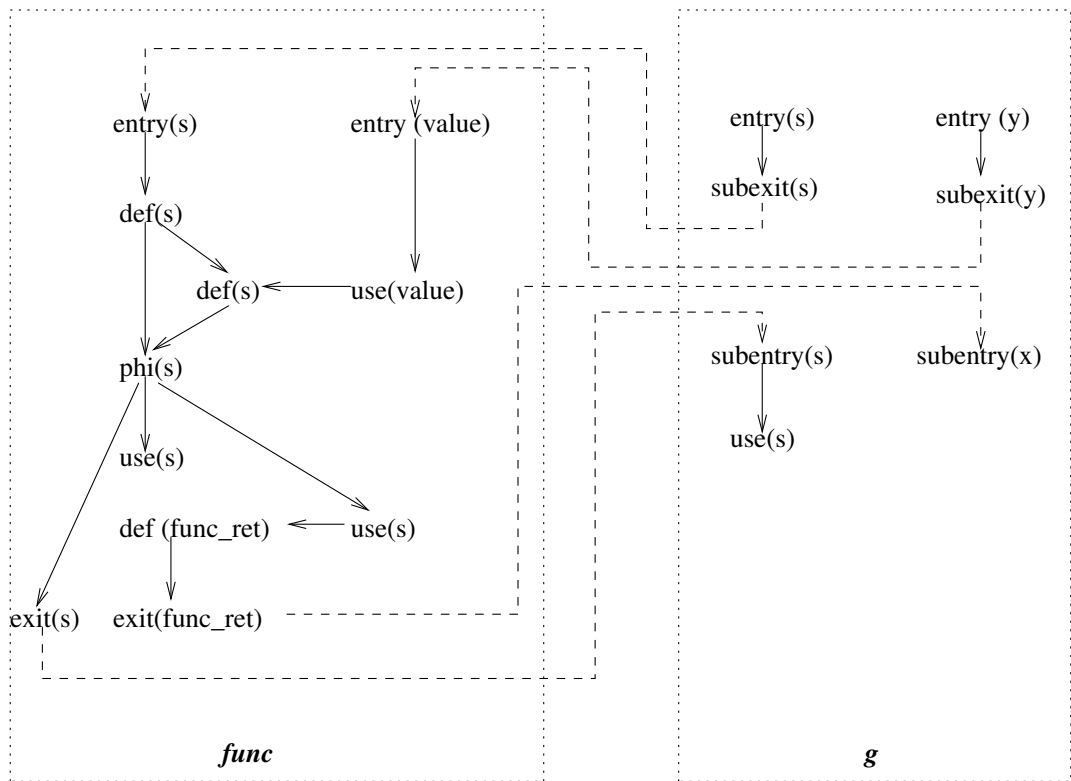 entry(s)
entry (value)
def(s)
def(s)
use(value)
phi(s)
use(s)
def (func_ret)
use(s)
exit(s)
exit(func_ret)
func
entry(s)
entry (y)
subexit(s)
subexit(y)
subentry(s)
subentry(x)
use(s)
g